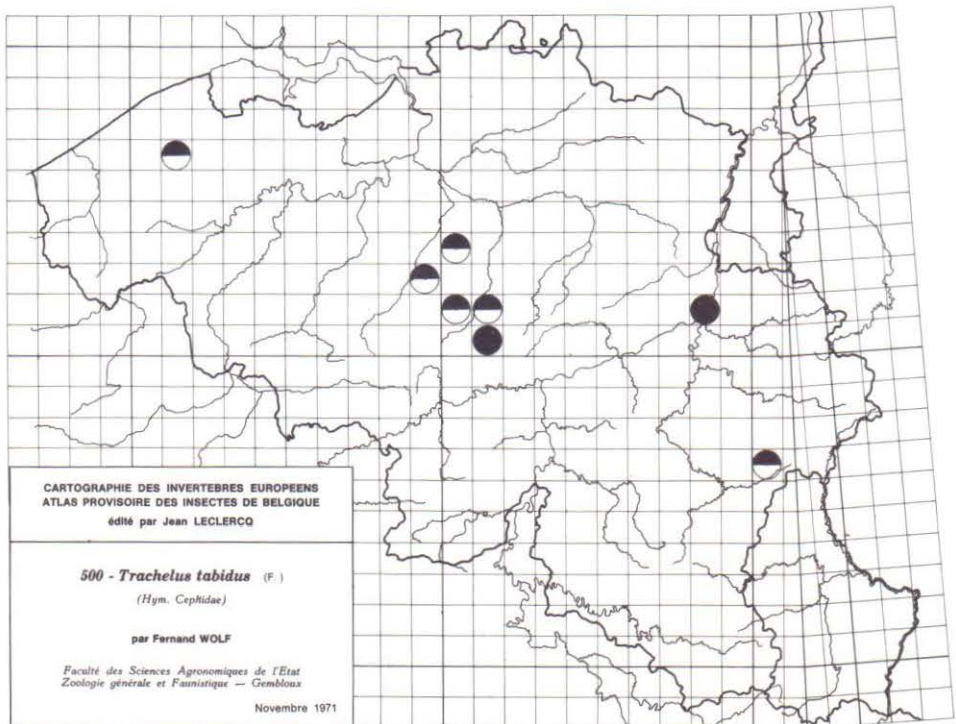 CARTOGRAPHIE DES INVERTEBRES EUROPEENS
ATLAS PROVISOIRE DES INSECTES DE BELGIQUE
édité par Jean LECLERCQ
500 - Trachelus tabidus (F.)
(Hym. Cephidae)
par Fernand WOLF
Faculté des Sciences Agronomiques de l'Etat
Zoologie générale et Faunistique — Gembloux
Novembre 1971